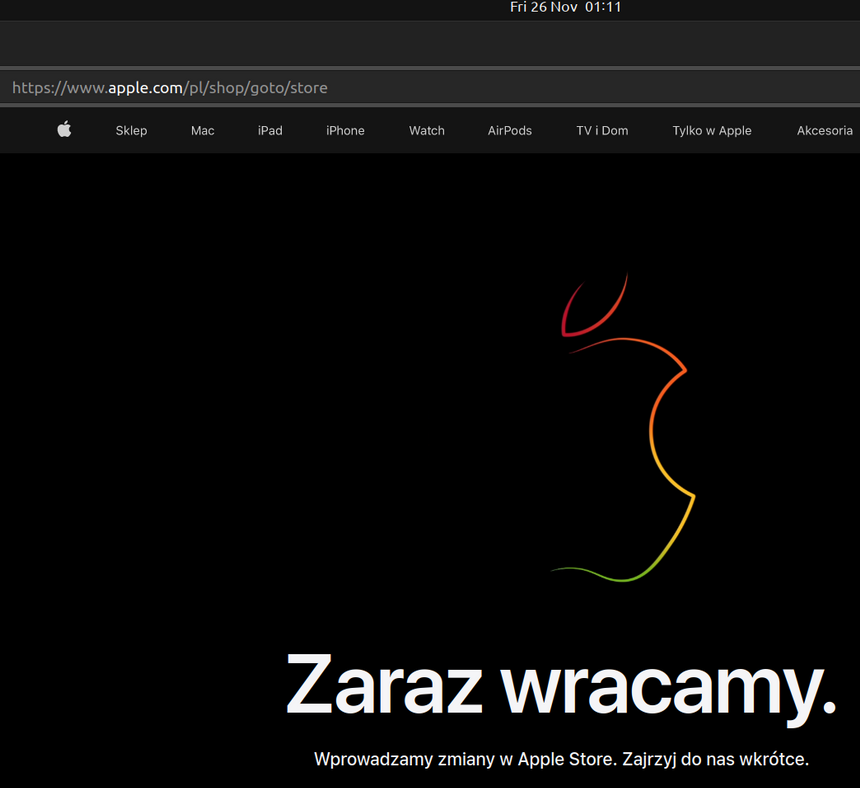 Fri 26 Nov 01:11
https://www.apple.com/pl/shop/goto/store
Sklep Mac iPad iPhone Watch AirPods TV i Dom Tylko w Apple Akcesoria
Zaraz wracamy.
Wprowadzamy zmiany w Apple Store. Zajrzyj do nas wkrótce.